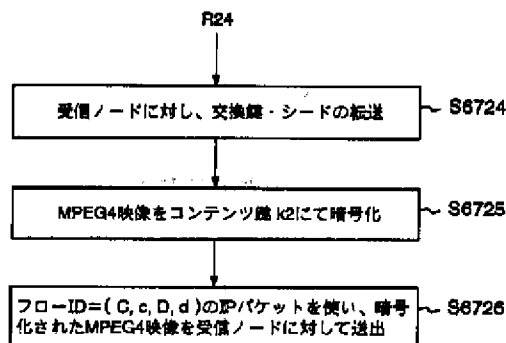 R24
受信ノードに対し、交換鍵・シードの転送
S6724
MPEG4映像をコンテンツ鍵 k2にて暗号化
S6725
フローID=( C, c, D, d )のIPパケットを使い、暗号
化されたMPEG4映像を受信ノードに対して送出
S6726